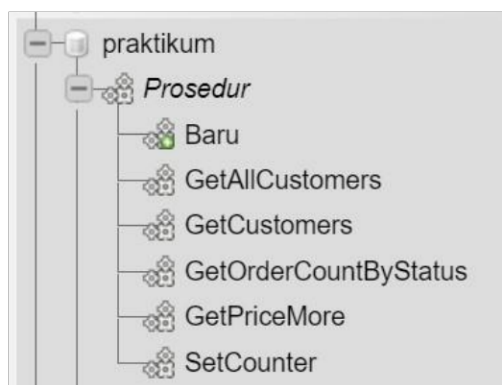 praktikum
Prosedur
Baru
GetAllCustomers
GetCustomers
GetOrderCountByStatus
GetPriceMore
SetCounter